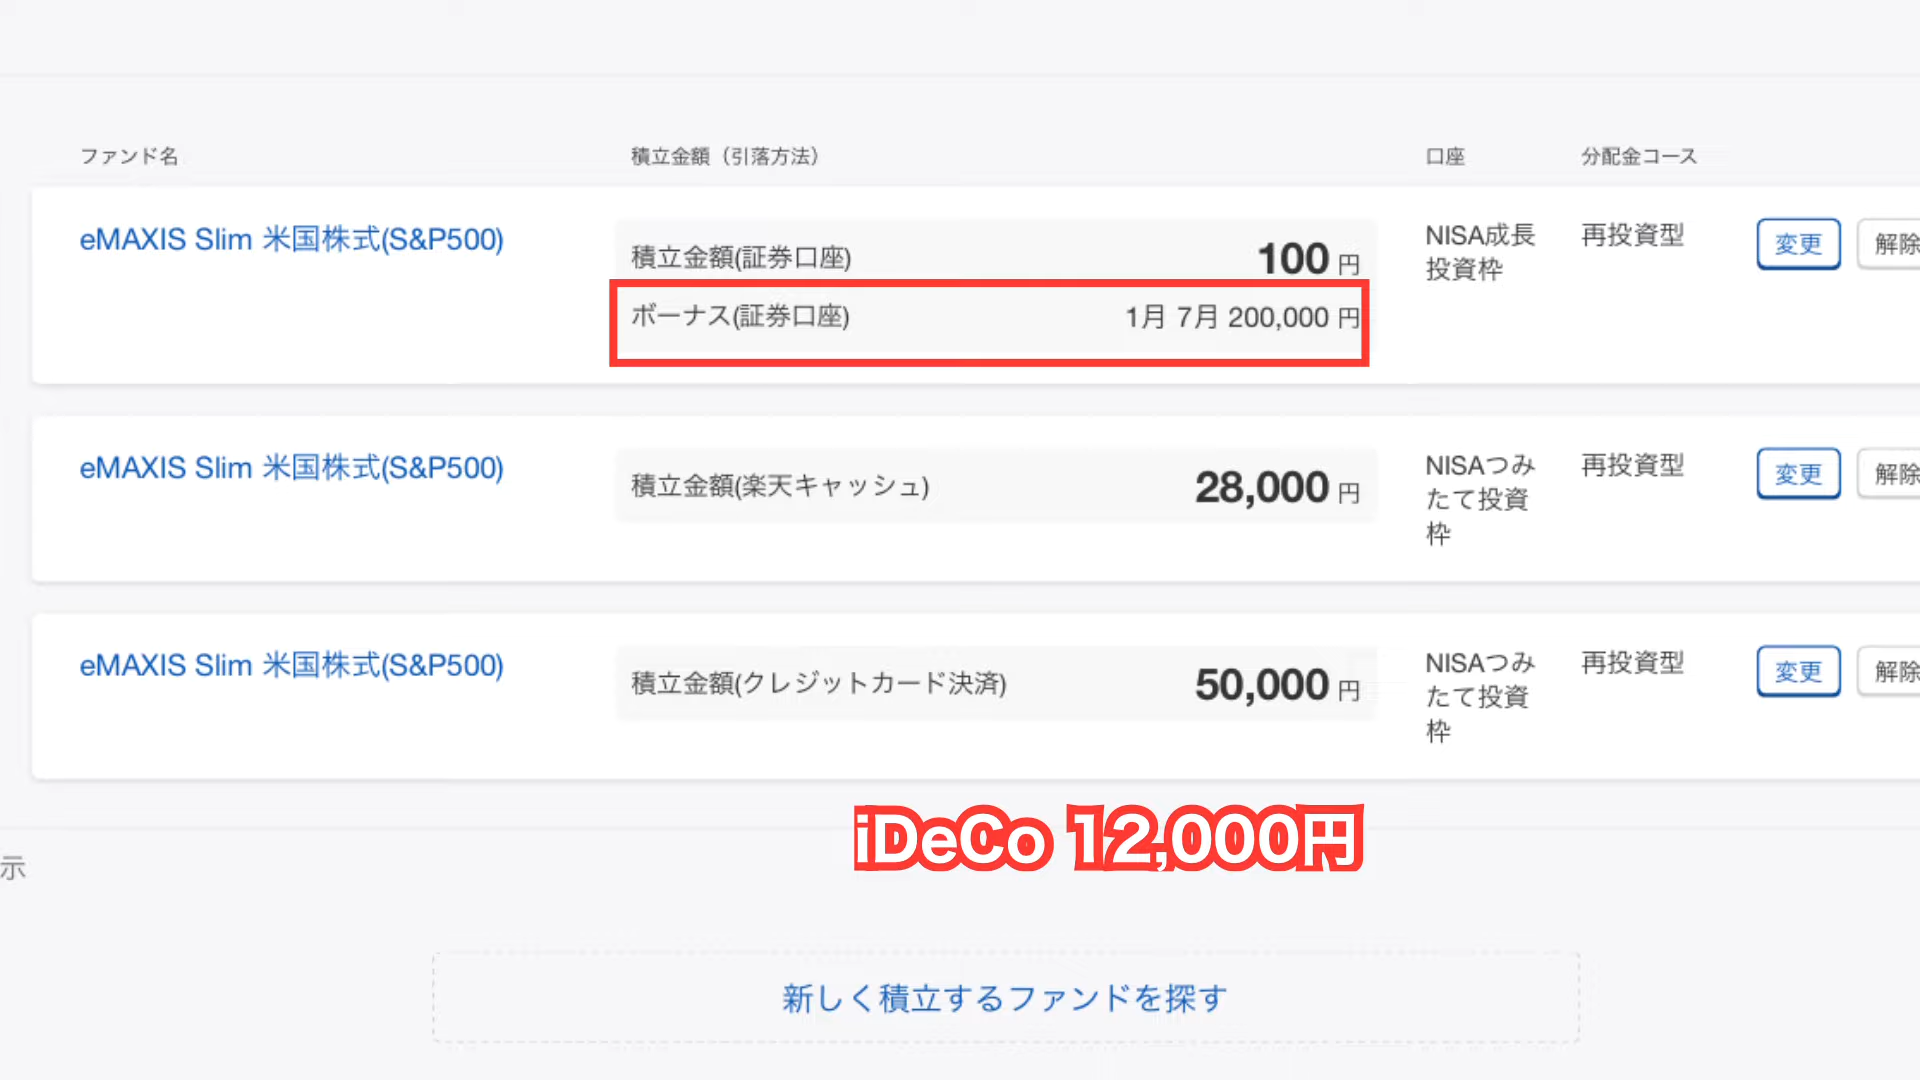 ファンド名
積立金額（引落方法）
口座
分配金コース
eMAXIS Slim 米国株式(S&P500)
積立金額(証券口座)
100 円
ボーナス(証券口座)
1月 7月 200,000 円
NISA成長
投資枠
再投資型
変更
解除
eMAXIS Slim 米国株式(S&P500)
積立金額(楽天キャッシュ)
28,000 円
NISAつみ
たて投資
枠
再投資型
変更
解除
eMAXIS Slim 米国株式(S&P500)
積立金額(クレジットカード決済)
50,000 円
NISAつみ
たて投資
枠
再投資型
変更
解除
iDeCo 12,000円
示
新しく積立するファンドを探す